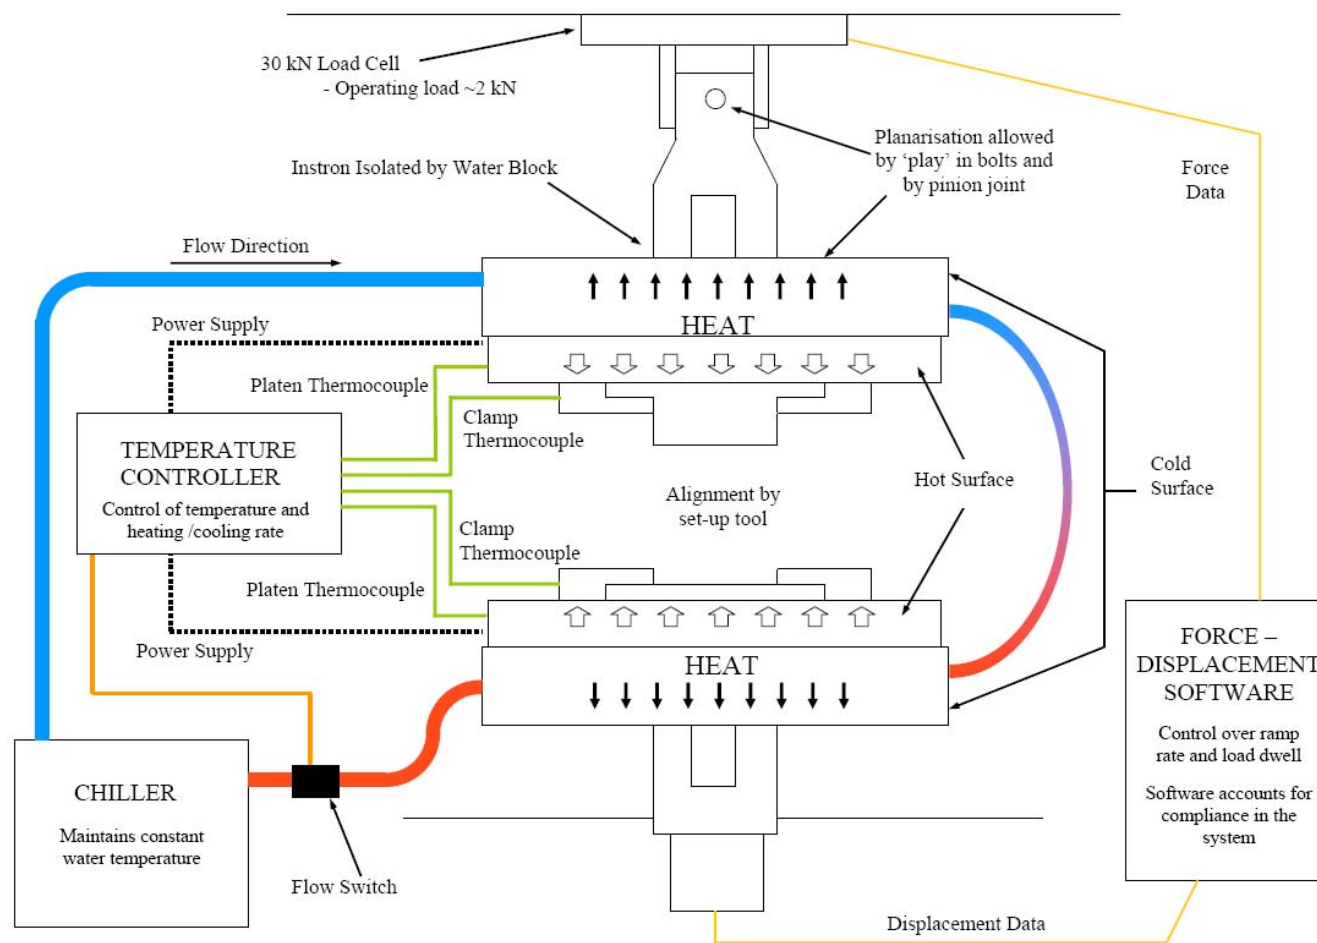 30 kN Load Cell
- Operating load ~2 kN
Planarisation allowed
by ‘play’ in bolts and
by pinion joint
Force
Data
Instron Isolated by Water Block
Flow Direction
HEAT
Power Supply
Platen Thermocouple
Clamp
Thermocouple
TEMPERATURE
CONTROLLER
Control of temperature and
heating /cooling rate
Alignment by
set-up tool
Hot Surface
Cold
Surface
Clamp
Thermocouple
Platen Thermocouple
Power Supply
HEAT
FORCE –
DISPLACEMENT
SOFTWARE
Control over ramp
rate and load dwell
Software accounts for
compliance in the
system
CHILLER
Maintains constant
water temperature
Flow Switch
Displacement Data